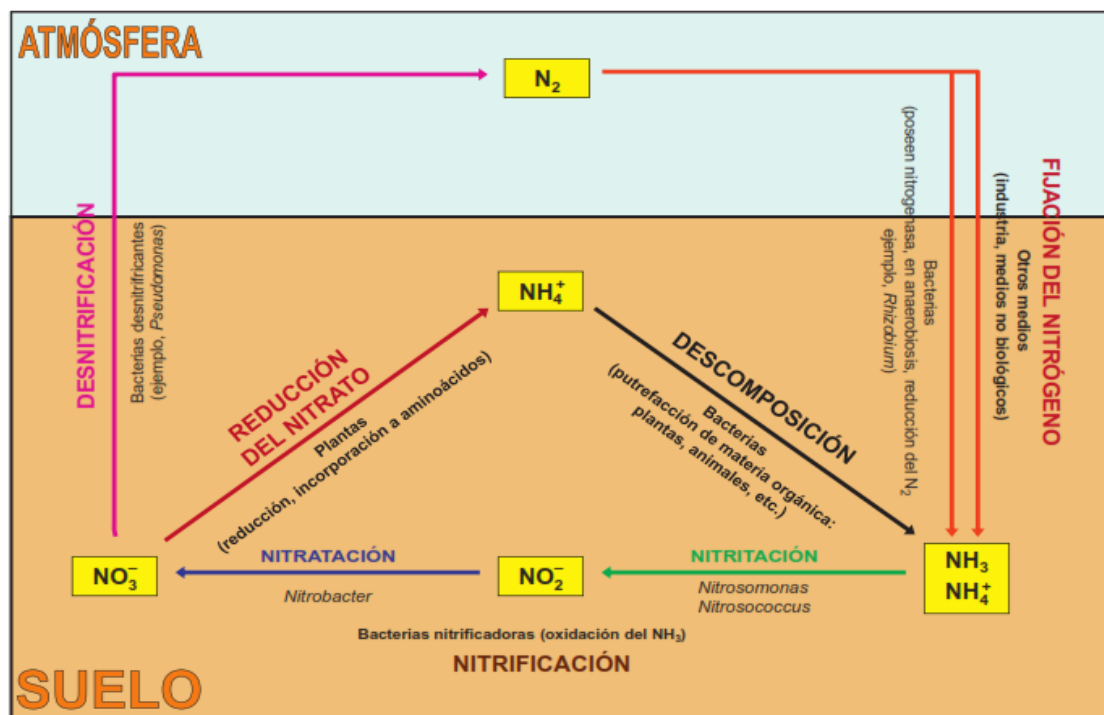 ATMÓSFERA
N₂
DESNITRIFICACIÓN
Bacterias desnitrifricantes
(ejemplo, Pseudomonas)
FIJACIÓN DEL NITRÓGENO
Otros medios
(industria, medios no biológicos)
Bacterias
(poseen nitrogenasa, en anaerobiosis, reducción del N₂
ejemplo, Rhizobium)
NH₄⁺
REDUCCIÓN
DEL NITRATO
Plantas
(reducción, incorporación a aminoácidos)
DESCOMPOSICIÓN
Bacterias
(putrefacción de materia orgánica:
plantas, animales, etc.)
NO₃⁻
NITRATACIÓN
Nitrobacter
NO₂⁻
NITRITACIÓN
Nitrosomonas
Nitrosococcus
NH₃
NH₄⁺
Bacterias nitrificadoras (oxidación del NH₃)
NITRIFICACIÓN
SUELO